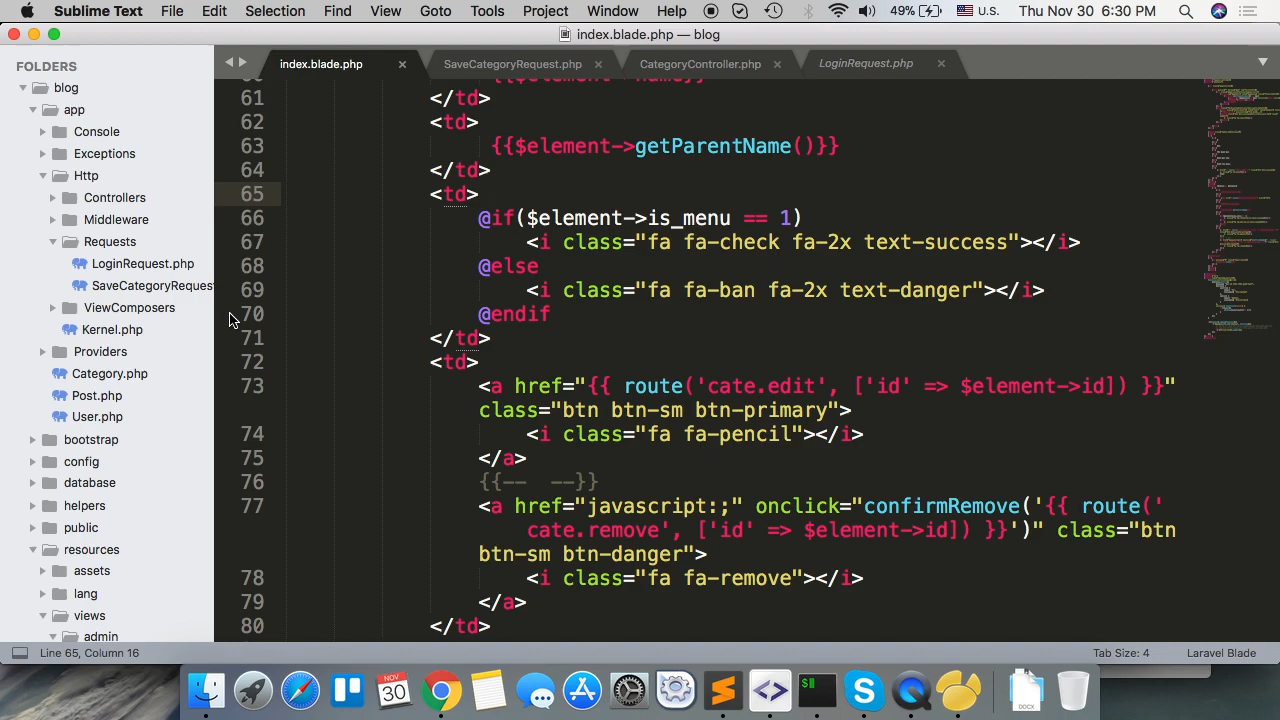 Sublime Text File Edit Selection Find View Goto Tools Project Window Help 49% U.S. Thu Nov 30 6:30 PM
index.blade.php — blog
FOLDERS
blog
app
Console
Exceptions
Http
Controllers
Middleware
Requests
LoginRequest.php
SaveCategoryReques
ViewComposers
Kernel.php
Providers
Category.php
Post.php
User.php
bootstrap
config
database
helpers
public
resources
assets
lang
views
admin
index.blade.php SaveCategoryRequest.php CategoryController.php LoginRequest.php
61 </td>
62 <td>
63 {{$element->getParentName()}}
64 </td>
65 <td>
66 @if($element->is_menu == 1)
67 <i class="fa fa-check fa-2x text-success"></i>
68 @else
69 <i class="fa fa-ban fa-2x text-danger"></i>
70 @endif
71 </td>
72 <td>
73 <a href="{{ route('cate.edit', ['id' => $element->id]) }}"
class="btn btn-sm btn-primary">
74 <i class="fa fa-pencil"></i>
75 </a>
76 {{-- --}}
77 <a href="javascript:;" onclick="confirmRemove('{{ route('
cate.remove', ['id' => $element->id]) }}')" class="btn
btn-sm btn-danger">
78 <i class="fa fa-remove"></i>
79 </a>
80 </td>
Line 65, Column 16 Tab Size: 4 Laravel Blade
NOV
30
DOCX